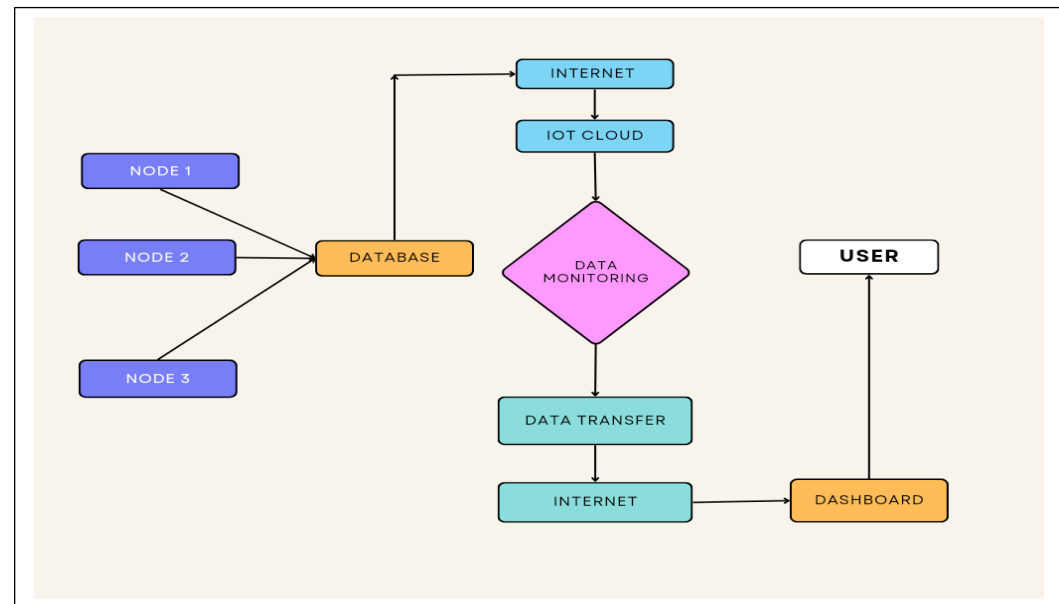 NODE 1
NODE 2
NODE 3
DATABASE
INTERNET
IOT CLOUD
DATA
MONITORING
DATA TRANSFER
INTERNET
DASHBOARD
USER